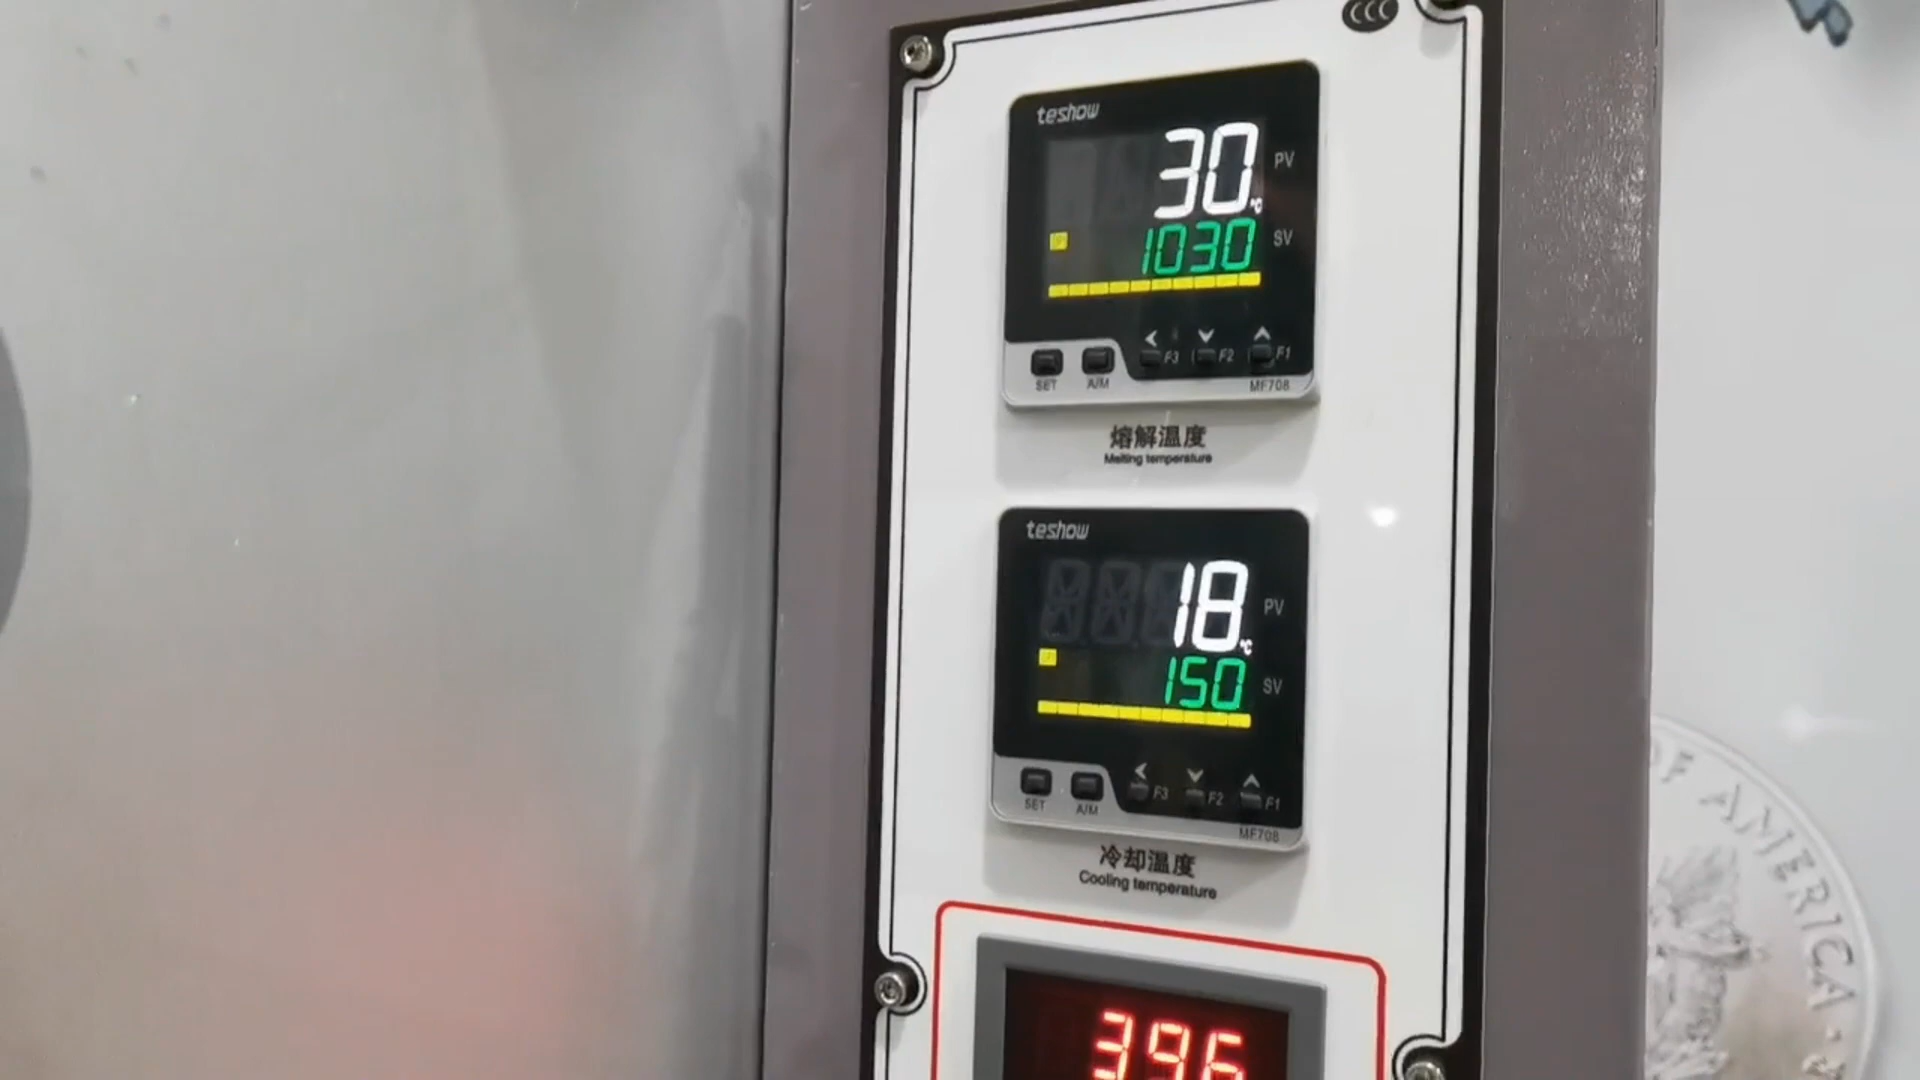 CCC
teshow
30 PV
°C
1030 SV
< F3 F2 F1
SET A/M
MF708
熔解温度
Melting temperature
teshow
18 PV
°C
150 SV
< F3 F2 F1
SET A/M
MF708
冷却温度
Cooling temperature
396
OF AMERICA